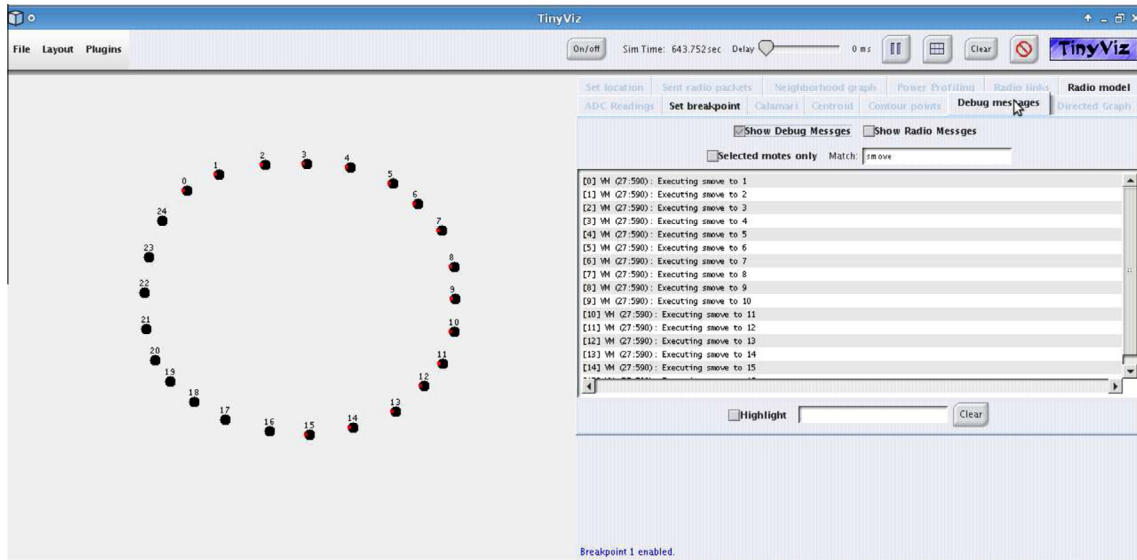 TinyViz
File Layout Plugins
On/off Sim Time: 643.752 sec Delay 0 ms Clear TinyViz
Set location Sent radio packets Neighborhood graph Power Profiling Radio links Radio model
ADC Readings Set breakpoint Calamari Centroid Contour points Debug messages Directed Graph
Show Debug Messges Show Radio Messges
Selected motes only Match: smove
[0] VM (27:590): Executing smove to 1
[1] VM (27:590): Executing smove to 2
[2] VM (27:590): Executing smove to 3
[3] VM (27:590): Executing smove to 4
[4] VM (27:590): Executing smove to 5
[5] VM (27:590): Executing smove to 6
[6] VM (27:590): Executing smove to 7
[7] VM (27:590): Executing smove to 8
[8] VM (27:590): Executing smove to 9
[9] VM (27:590): Executing smove to 10
[10] VM (27:590): Executing smove to 11
[11] VM (27:590): Executing smove to 12
[12] VM (27:590): Executing smove to 13
[13] VM (27:590): Executing smove to 14
[14] VM (27:590): Executing smove to 15
Highlight Clear
Breakpoint 1 enabled.
0
1
2
3
4
5
6
7
8
9
10
11
12
13
14
15
16
17
18
19
20
21
22
23
24